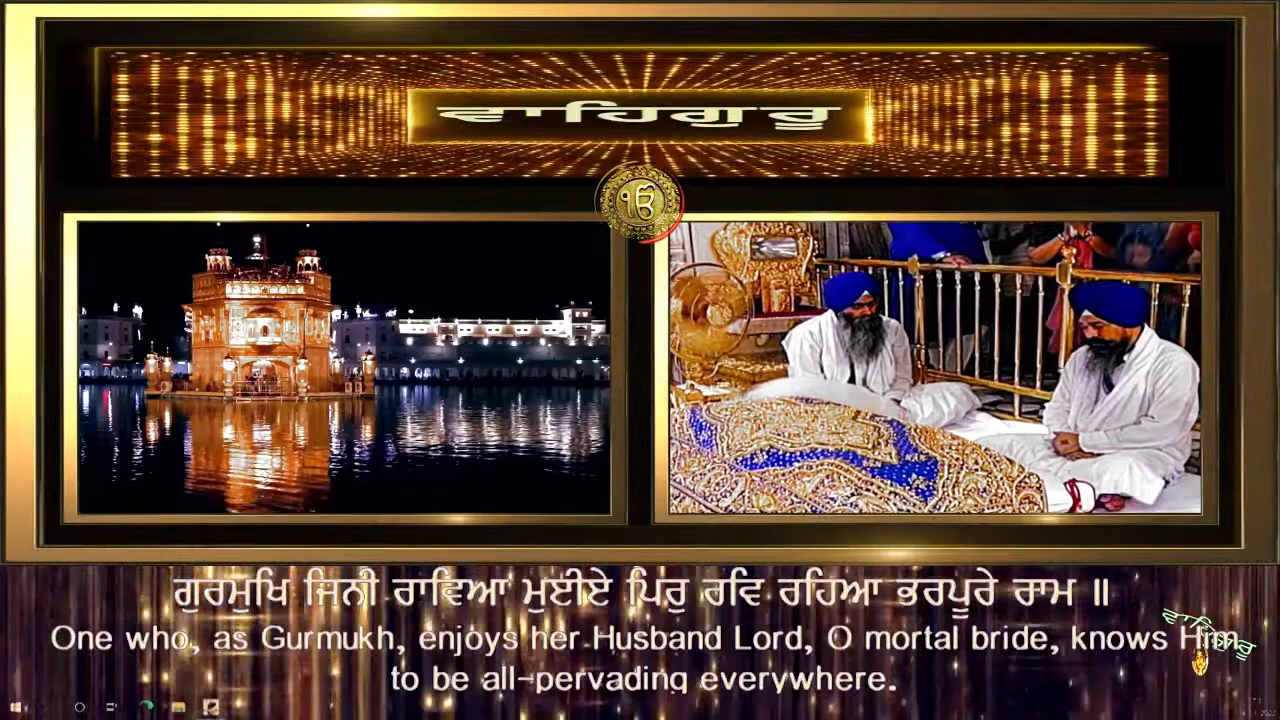 ਵਾਹਿਗੁਰੂ
ੴ
ਗੁਰਮੁਖਿ ਜਿਨੀ ਰਾਵਿਆ ਮੁਈਏ ਪਿਰੁ ਰਵਿ ਰਹਿਆ ਭਰਪੂਰੇ ਰਾਮ ॥
One who, as Gurmukh, enjoys her Husband Lord, O mortal bride, knows Him
to be all-pervading everywhere.
ਵਾਹਿਗੁਰੂ